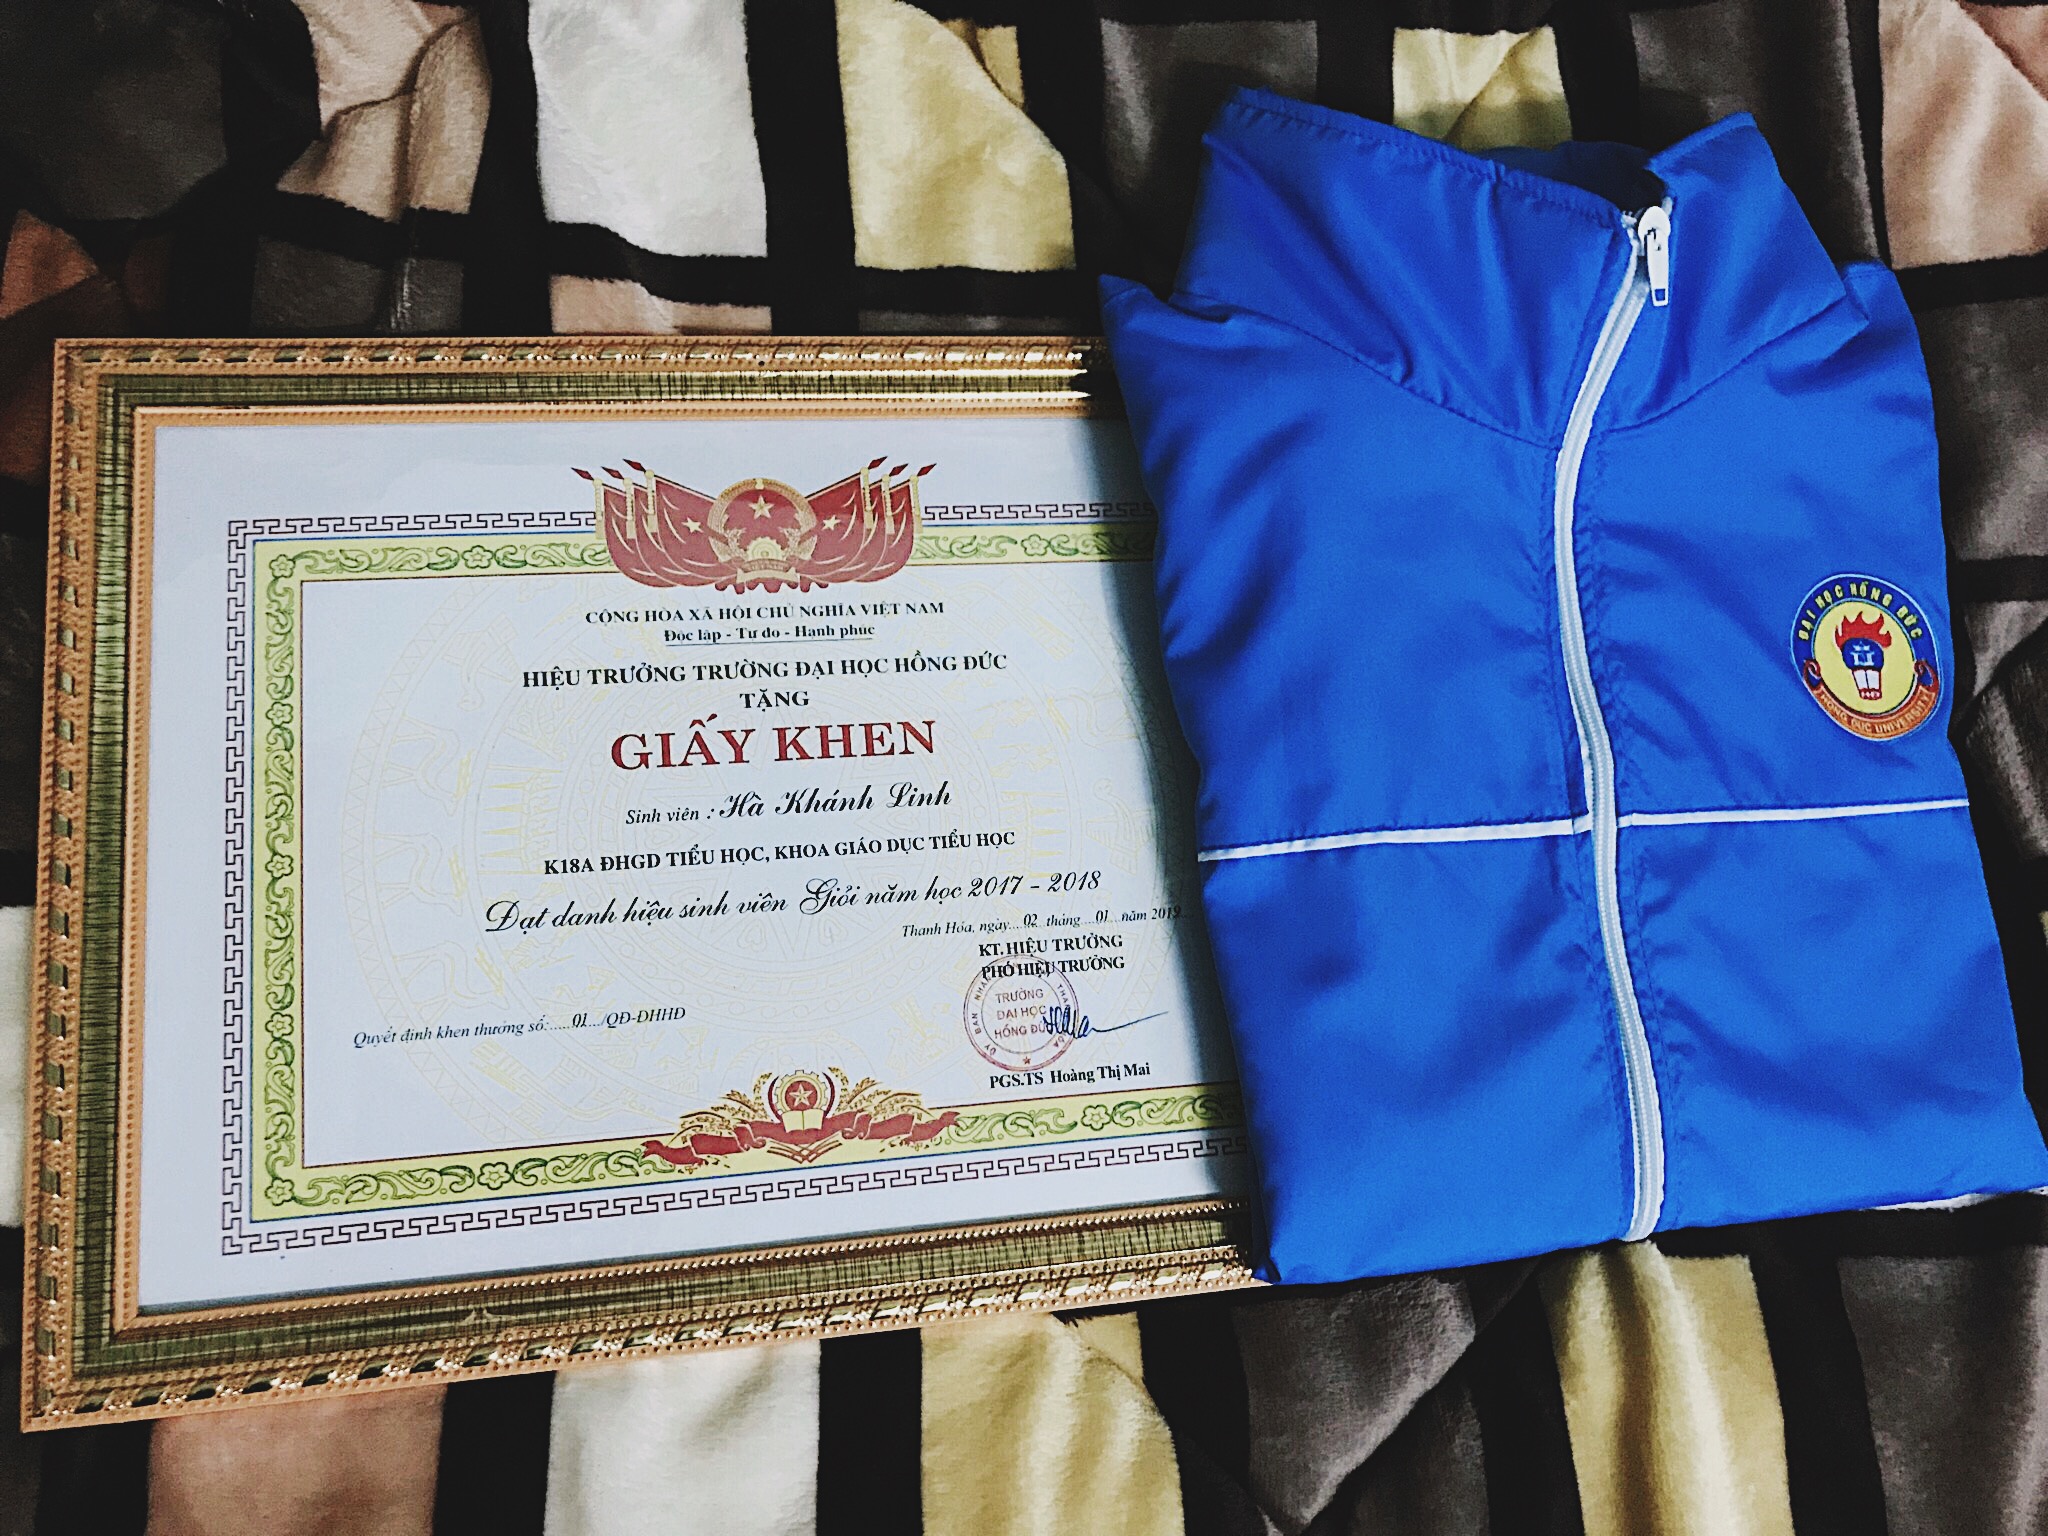 CỘNG HÒA XÃ HỘI CHỦ NGHĨA VIỆT NAM
Độc lập - Tự do - Hạnh phúc
HIỆU TRƯỞNG TRƯỜNG ĐẠI HỌC HỒNG ĐỨC
TẶNG
GIẤY KHEN
Sinh viên : Hà Khánh Linh
K18A ĐHGD TIỂU HỌC, KHOA GIÁO DỤC TIỂU HỌC
Đạt danh hiệu sinh viên Giỏi năm học 2017 - 2018
Thanh Hóa, ngày....02...tháng ...01...năm 2019..
KT. HIỆU TRƯỞNG
PHÓ HIỆU TRƯỞNG
TRƯỜNG
ĐẠI HỌC
HỒNG ĐỨC
Quyết định khen thưởng số:......01.../QĐ-ĐHHĐ
PGS.TS Hoàng Thị Mai
ĐẠI HỌC HỒNG ĐỨC
HONG DUC UNIVERSITY